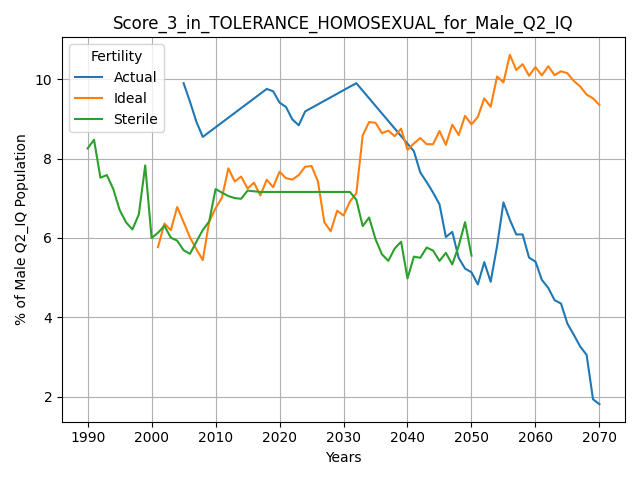 Score_3_in_TOLERANCE_HOMOSEXUAL_for_Male_Q2_IQ
Fertility
Actual
Ideal
Sterile
% of Male Q2_IQ Population
10
8
6
4
2
1990 2000 2010 2020 2030 2040 2050 2060 2070
Years